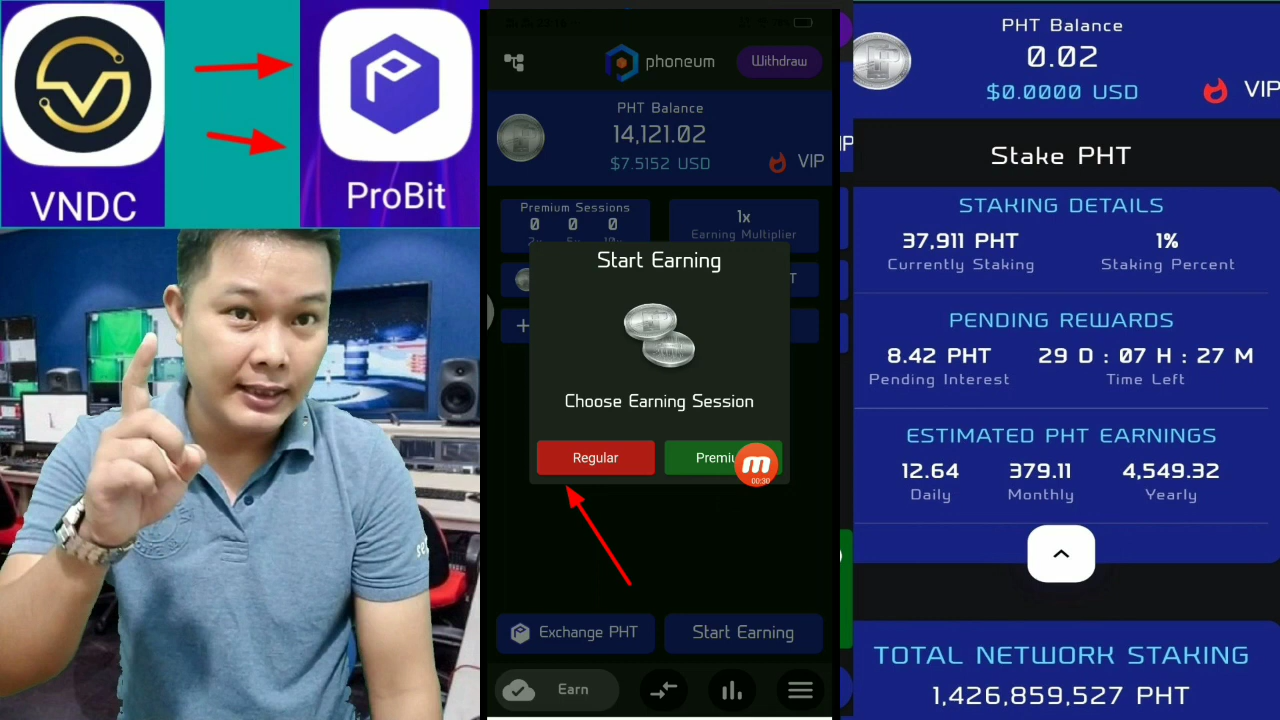 VNDC
ProBit
phoneum
Withdraw
PHT Balance
14,121.02
$7.5152 USD
VIP
Premium Sessions
0 0 0
1x
Earning Multiplier
Start Earning
Choose Earning Session
Regular
Premiu
00:30
Exchange PHT
Start Earning
Earn
PHT Balance
0.02
$0.0000 USD
VIP
Stake PHT
STAKING DETAILS
37,911 PHT
1%
Currently Staking
Staking Percent
PENDING REWARDS
8.42 PHT
29 D : 07 H : 27 M
Pending Interest
Time Left
ESTIMATED PHT EARNINGS
12.64
379.11
4,549.32
Daily
Monthly
Yearly
TOTAL NETWORK STAKING
1,426,859,527 PHT